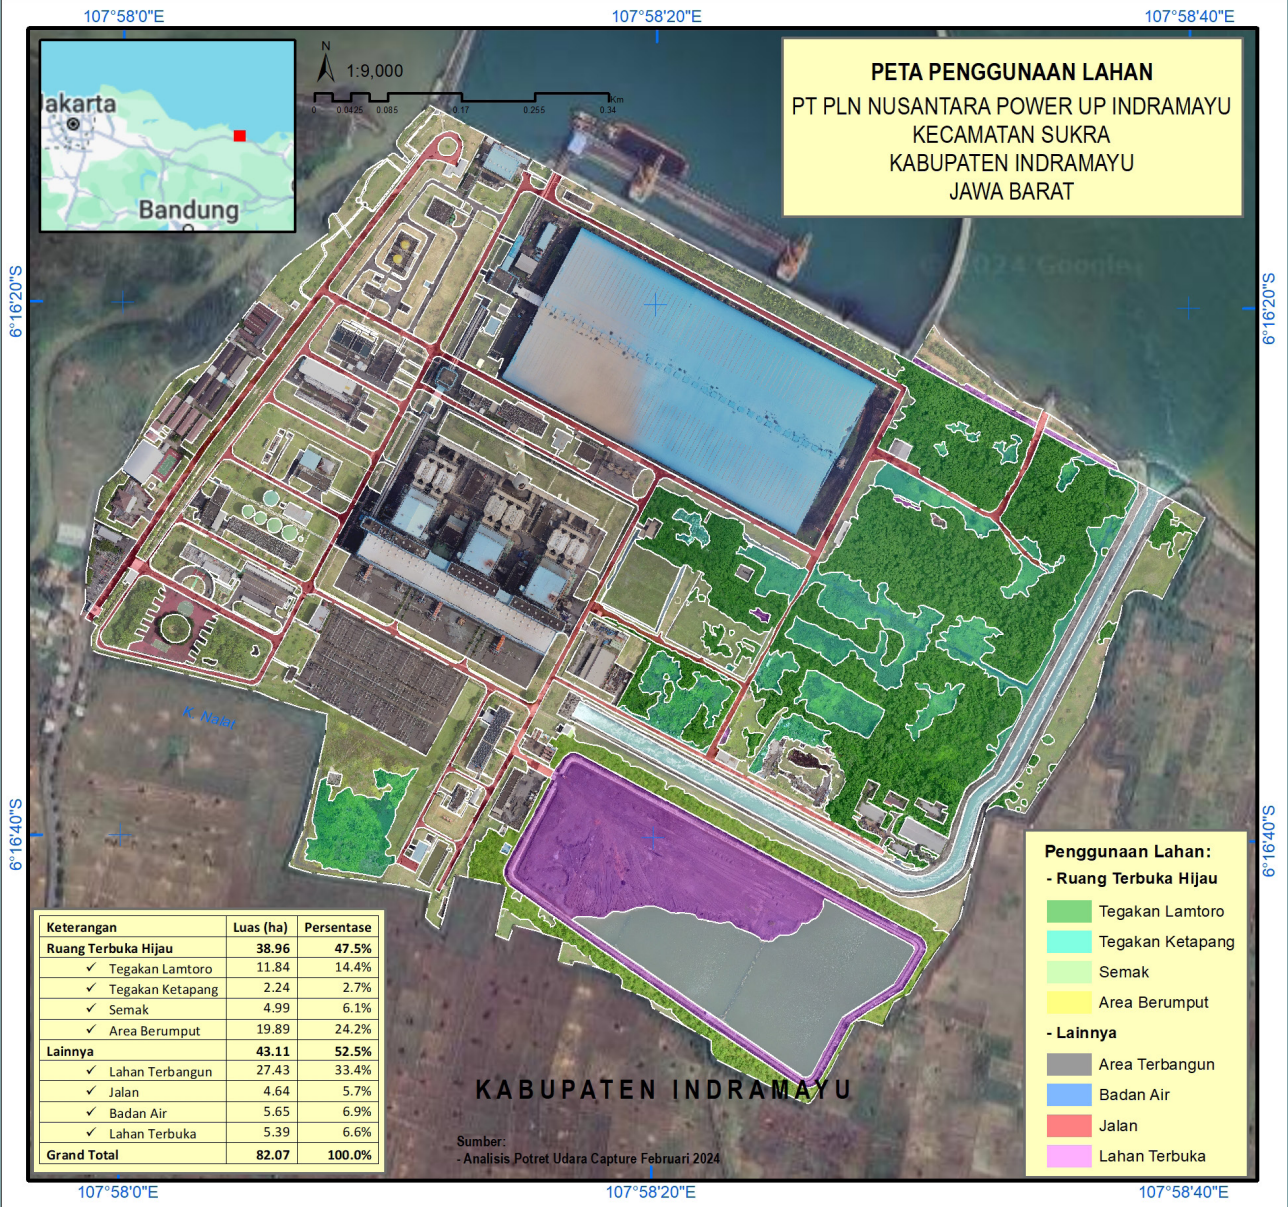 107°58'0"E
107°58'20"E
107°58'40"E
Jakarta
Bandung
N
1:9,000
Km
0 0.0425 0.085 0.17 0.255 0.34
PETA PENGGUNAAN LAHAN
PT PLN NUSANTARA POWER UP INDRAMAYU
KECAMATAN SUKRA
KABUPATEN INDRAMAYU
JAWA BARAT
2024 Google
6°16'20"S
6°16'20"S
6°16'40"S
6°16'40"S
K. Nalar
Keterangan Luas (ha) Persentase
Ruang Terbuka Hijau 38.96 47.5%
✓ Tegakan Lamtoro 11.84 14.4%
✓ Tegakan Ketapang 2.24 2.7%
✓ Semak 4.99 6.1%
✓ Area Berumput 19.89 24.2%
Lainnya 43.11 52.5%
✓ Lahan Terbangun 27.43 33.4%
✓ Jalan 4.64 5.7%
✓ Badan Air 5.65 6.9%
✓ Lahan Terbuka 5.39 6.6%
Grand Total 82.07 100.0%
KABUPATEN INDRAMAYU
Sumber:
- Analisis Potret Udara Capture Februari 2024
Penggunaan Lahan:
- Ruang Terbuka Hijau
Tegakan Lamtoro
Tegakan Ketapang
Semak
Area Berumput
- Lainnya
Area Terbangun
Badan Air
Jalan
Lahan Terbuka
107°58'0"E
107°58'20"E
107°58'40"E